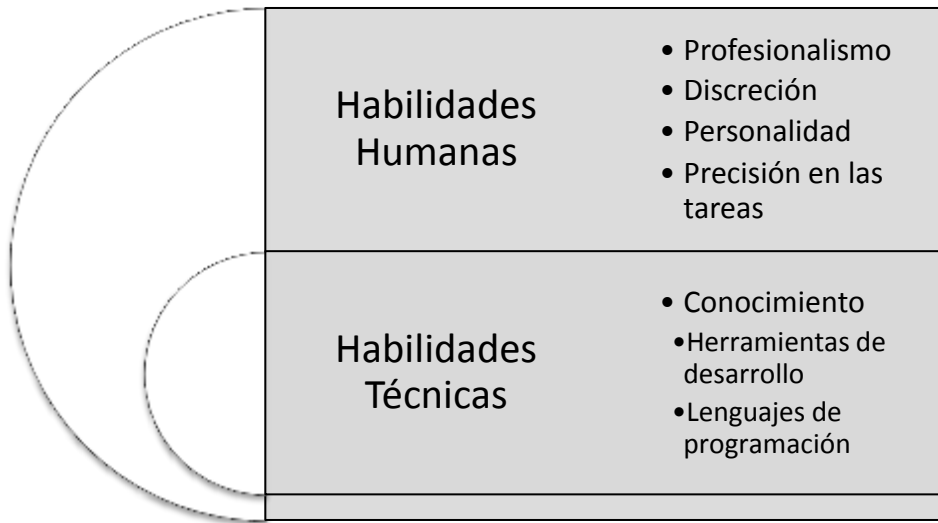 Habilidades
Humanas
• Profesionalismo
• Discreción
• Personalidad
• Precisión en las
tareas
Habilidades
Técnicas
• Conocimiento
•Herramientas de
desarrollo
•Lenguajes de
programación